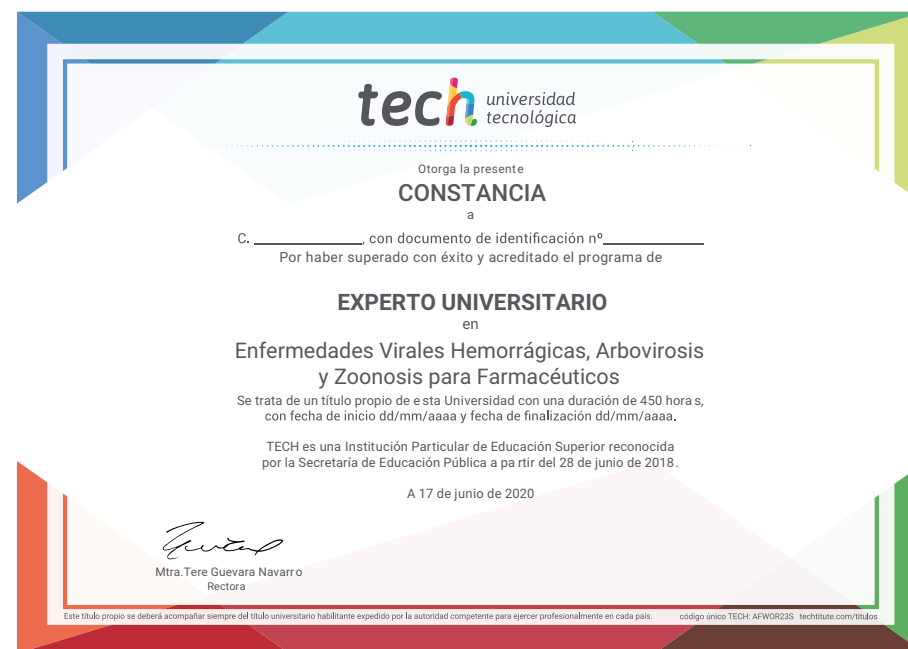 tech universidad
tecnológica
Otorga la presente
CONSTANCIA
a
C. ____________, con documento de identificación nº____________
Por haber superado con éxito y acreditado el programa de
EXPERTO UNIVERSITARIO
en
Enfermedades Virales Hemorrágicas, Arbovirosis
y Zoonosis para Farmacéuticos
Se trata de un título propio de esta Universidad con una duración de 450 horas,
con fecha de inicio dd/mm/aaaa y fecha de finalización dd/mm/aaaa.
TECH es una Institución Particular de Educación Superior reconocida
por la Secretaría de Educación Pública a partir del 28 de junio de 2018.
A 17 de junio de 2020
Mtra.Tere Guevara Navarro
Rectora
Este título propio se deberá acompañar siempre del título universitario habilitante expedido por la autoridad competente para ejercer profesionalmente en cada país. código único TECH: AFWOR23S techtitute.com/titulos